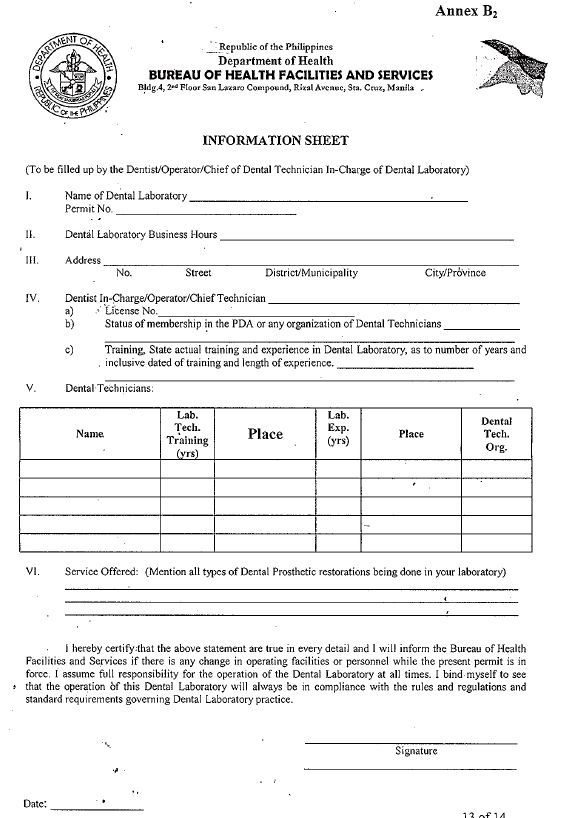 Annex B2
DEPARTMENT OF HEALTH
REPUBLIC OF THE PHILIPPINES
Republic of the Philippines
Department of Health
BUREAU OF HEALTH FACILITIES AND SERVICES
Bldg.4, 2nd Floor San Lazaro Compound, Rizal Avenue, Sta. Cruz, Manila
INFORMATION SHEET
(To be filled up by the Dentist/Operator/Chief of Dental Technician In-Charge of Dental Laboratory)
I. Name of Dental Laboratory
Permit No.
II. Dental Laboratory Business Hours
III. Address
No. Street District/Municipality City/Province
IV. Dentist In-Charge/Operator/Chief Technician
a) License No.
b) Status of membership in the PDA or any organization of Dental Technicians
c) Training, State actual training and experience in Dental Laboratory, as to number of years and
inclusive dated of training and length of experience.
V. Dental Technicians:
Name
Lab.
Tech.
Training
(yrs)
Place
Lab.
Exp.
(yrs)
Place
Dental
Tech.
Org.
VI. Service Offered: (Mention all types of Dental Prosthetic restorations being done in your laboratory)
I hereby certify that the above statement are true in every detail and I will inform the Bureau of Health
Facilities and Services if there is any change in operating facilities or personnel while the present permit is in
force. I assume full responsibility for the operation of the Dental Laboratory at all times. I bind myself to see
that the operation of this Dental Laboratory will always be in compliance with the rules and regulations and
standard requirements governing Dental Laboratory practice.
Signature
Date:
13 of 14